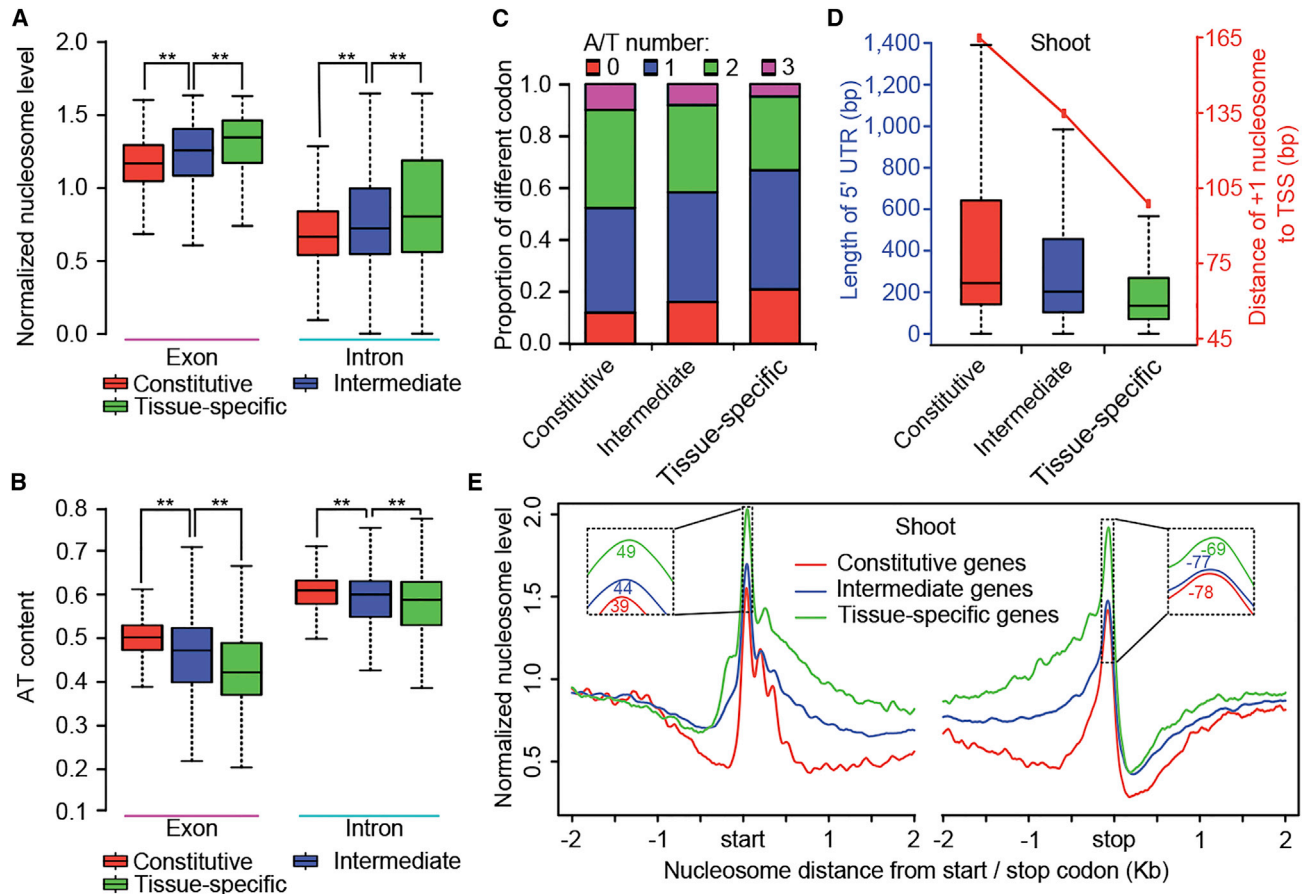 A
Normalized nucleosome level
2.0
1.5
1.0
0.5
0.0
** ** ** **
Exon Intron
Constitutive Intermediate
Tissue-specific
B
AT content
0.8
0.7
0.6
0.5
0.4
0.3
0.2
0.1
** ** ** **
Exon Intron
Constitutive Intermediate
Tissue-specific
C
A/T number:
0 1 2 3
Proportion of different codon
1.0
0.8
0.6
0.4
0.2
0.0
Constitutive
Intermediate
Tissue-specific
D
Shoot
Length of 5' UTR (bp)
1,400
1,200
1,000
800
600
400
200
0
165
135
105
75
45
Distance of +1 nucleosome
to TSS (bp)
Constitutive
Intermediate
Tissue-specific
E
Normalized nucleosome level
2.0
1.5
1.0
0.5
49
44
39
Shoot
Constitutive genes
Intermediate genes
Tissue-specific genes
-69
-77
-78
-2 -1 start 1 2 -2 -1 stop 1 2
Nucleosome distance from start / stop codon (Kb)